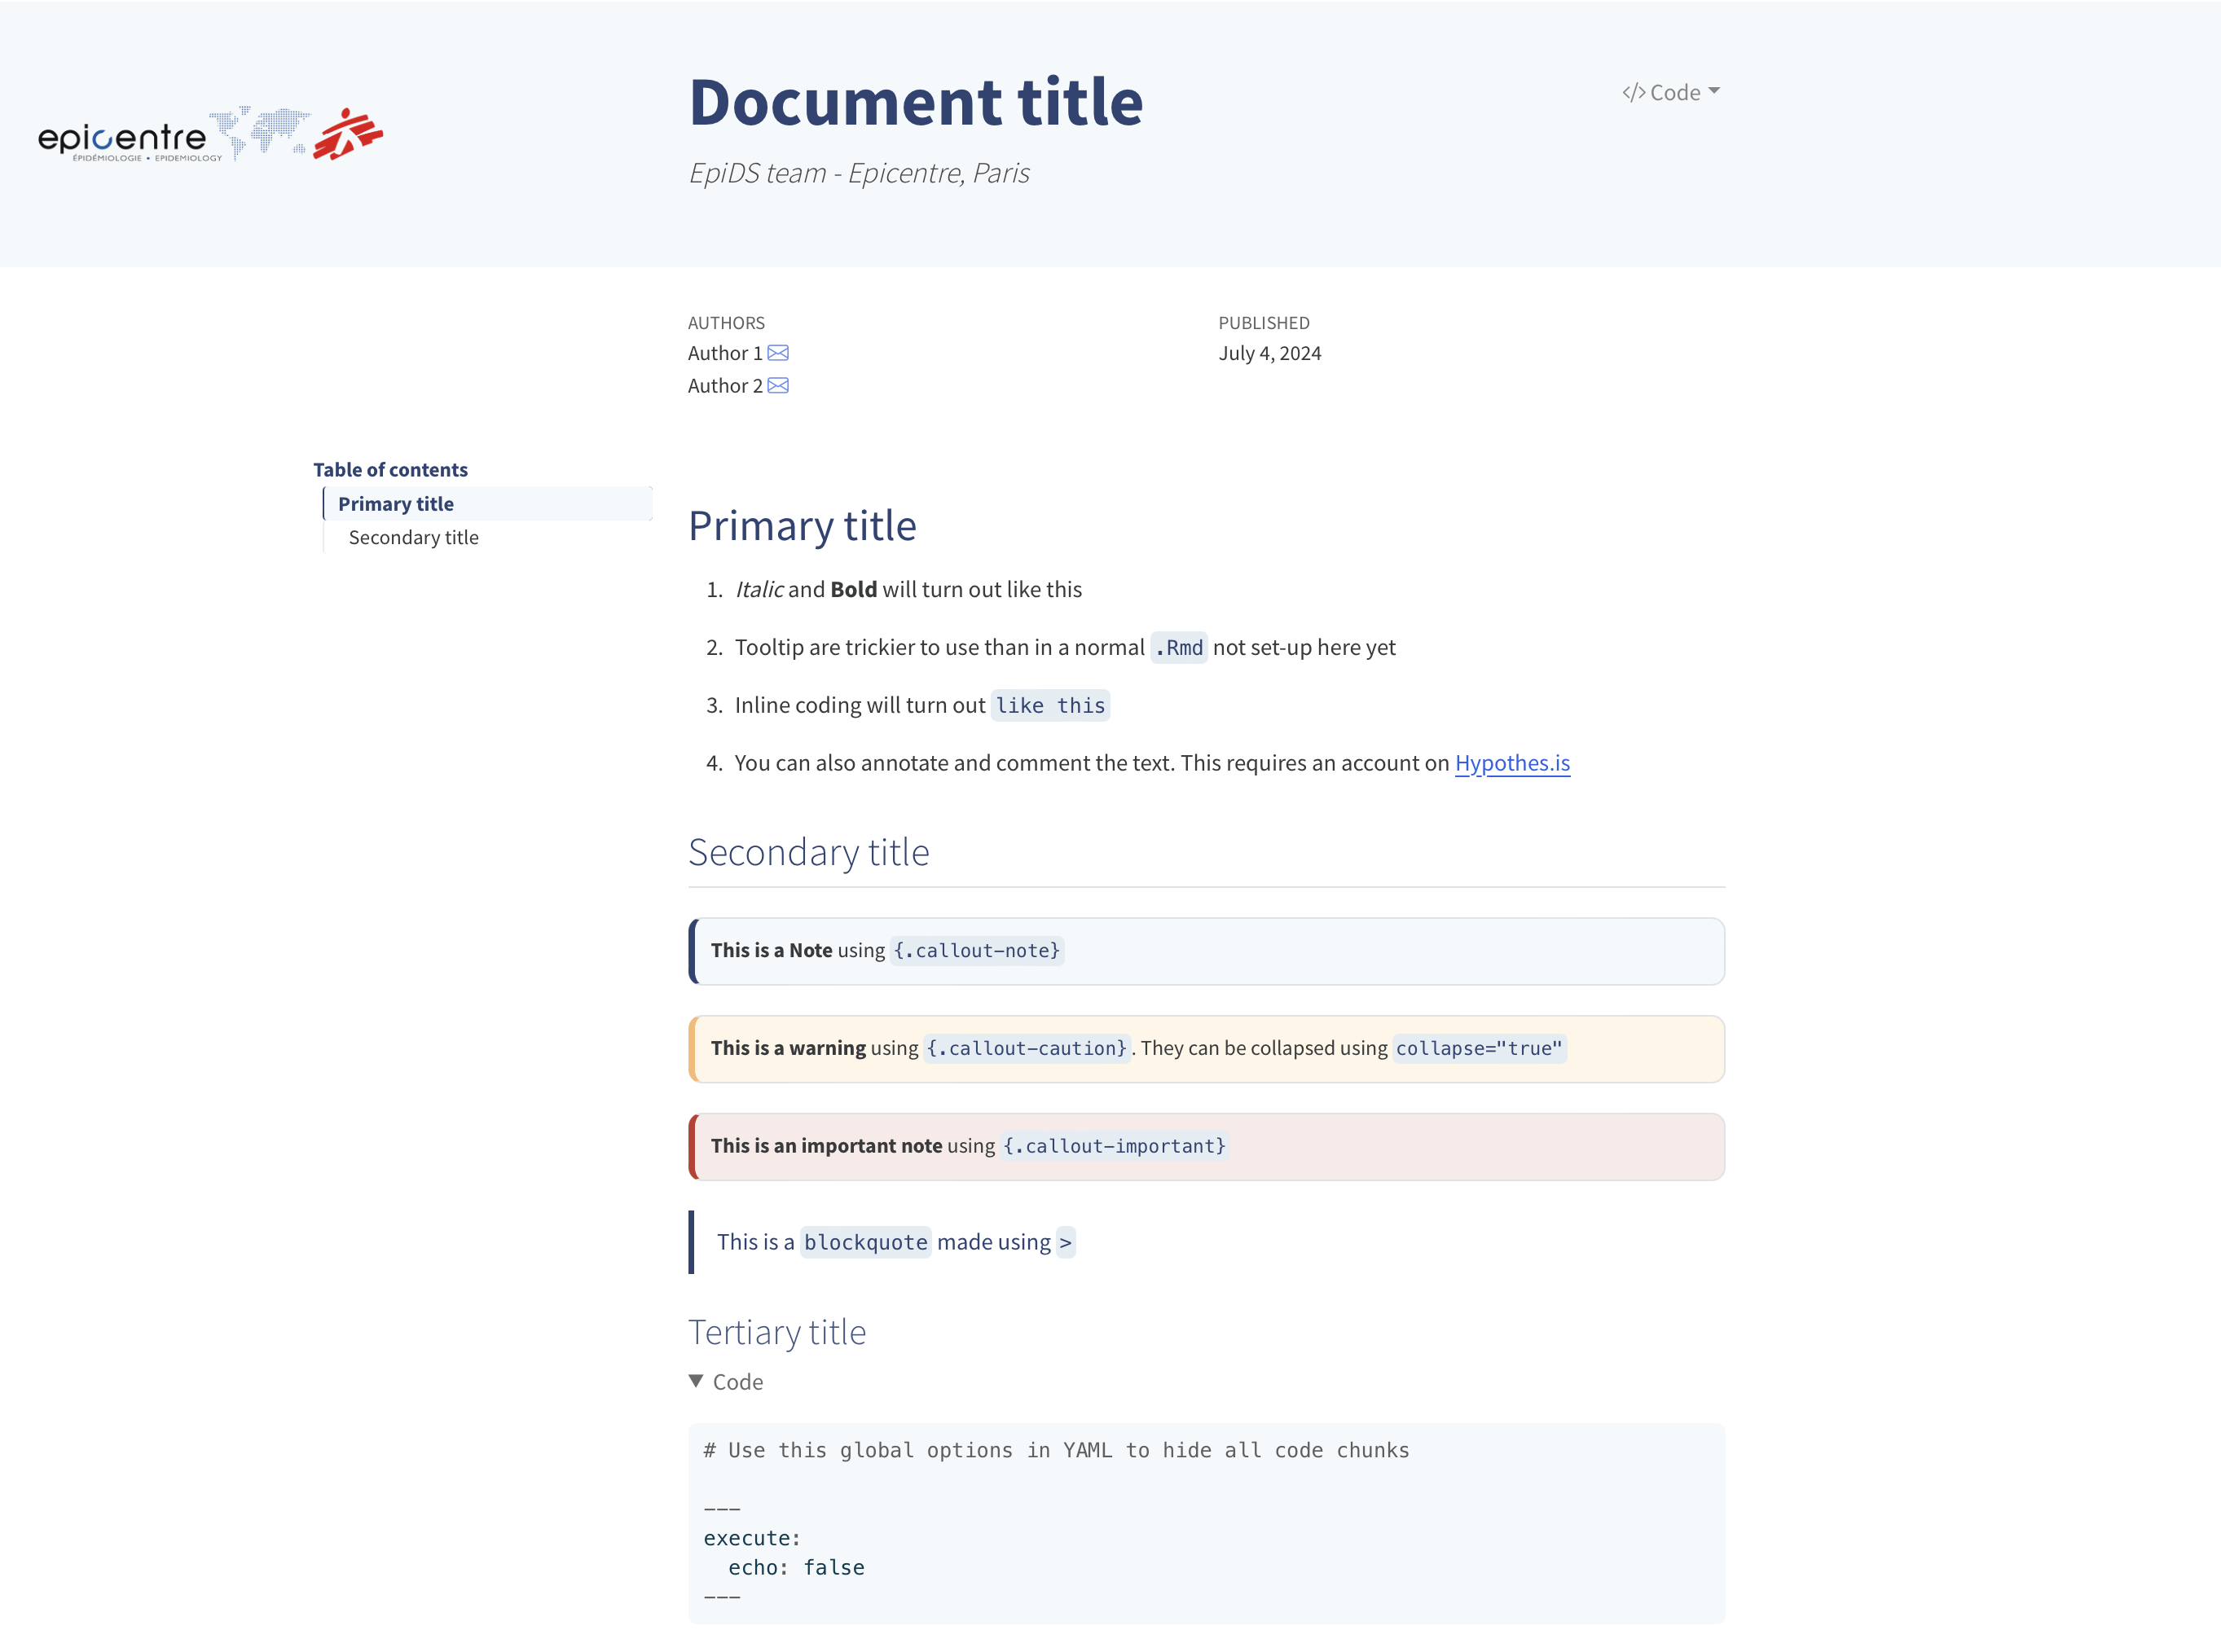 epicentre
ÉPIDÉMIOLOGIE • EPIDEMIOLOGY
Document title
</> Code
EpiDS team - Epicentre, Paris
AUTHORS
Author 1
Author 2
PUBLISHED
July 4, 2024
Table of contents
Primary title
Secondary title
Primary title
1. Italic and Bold will turn out like this
2. Tooltip are trickier to use than in a normal .Rmd not set-up here yet
3. Inline coding will turn out like this
4. You can also annotate and comment the text. This requires an account on Hypothes.is
Secondary title
This is a Note using {.callout-note}
This is a warning using {.callout-caution}. They can be collapsed using collapse="true"
This is an important note using {.callout-important}
This is a blockquote made using >
Tertiary title
Code
# Use this global options in YAML to hide all code chunks
---
execute:
  echo: false
---